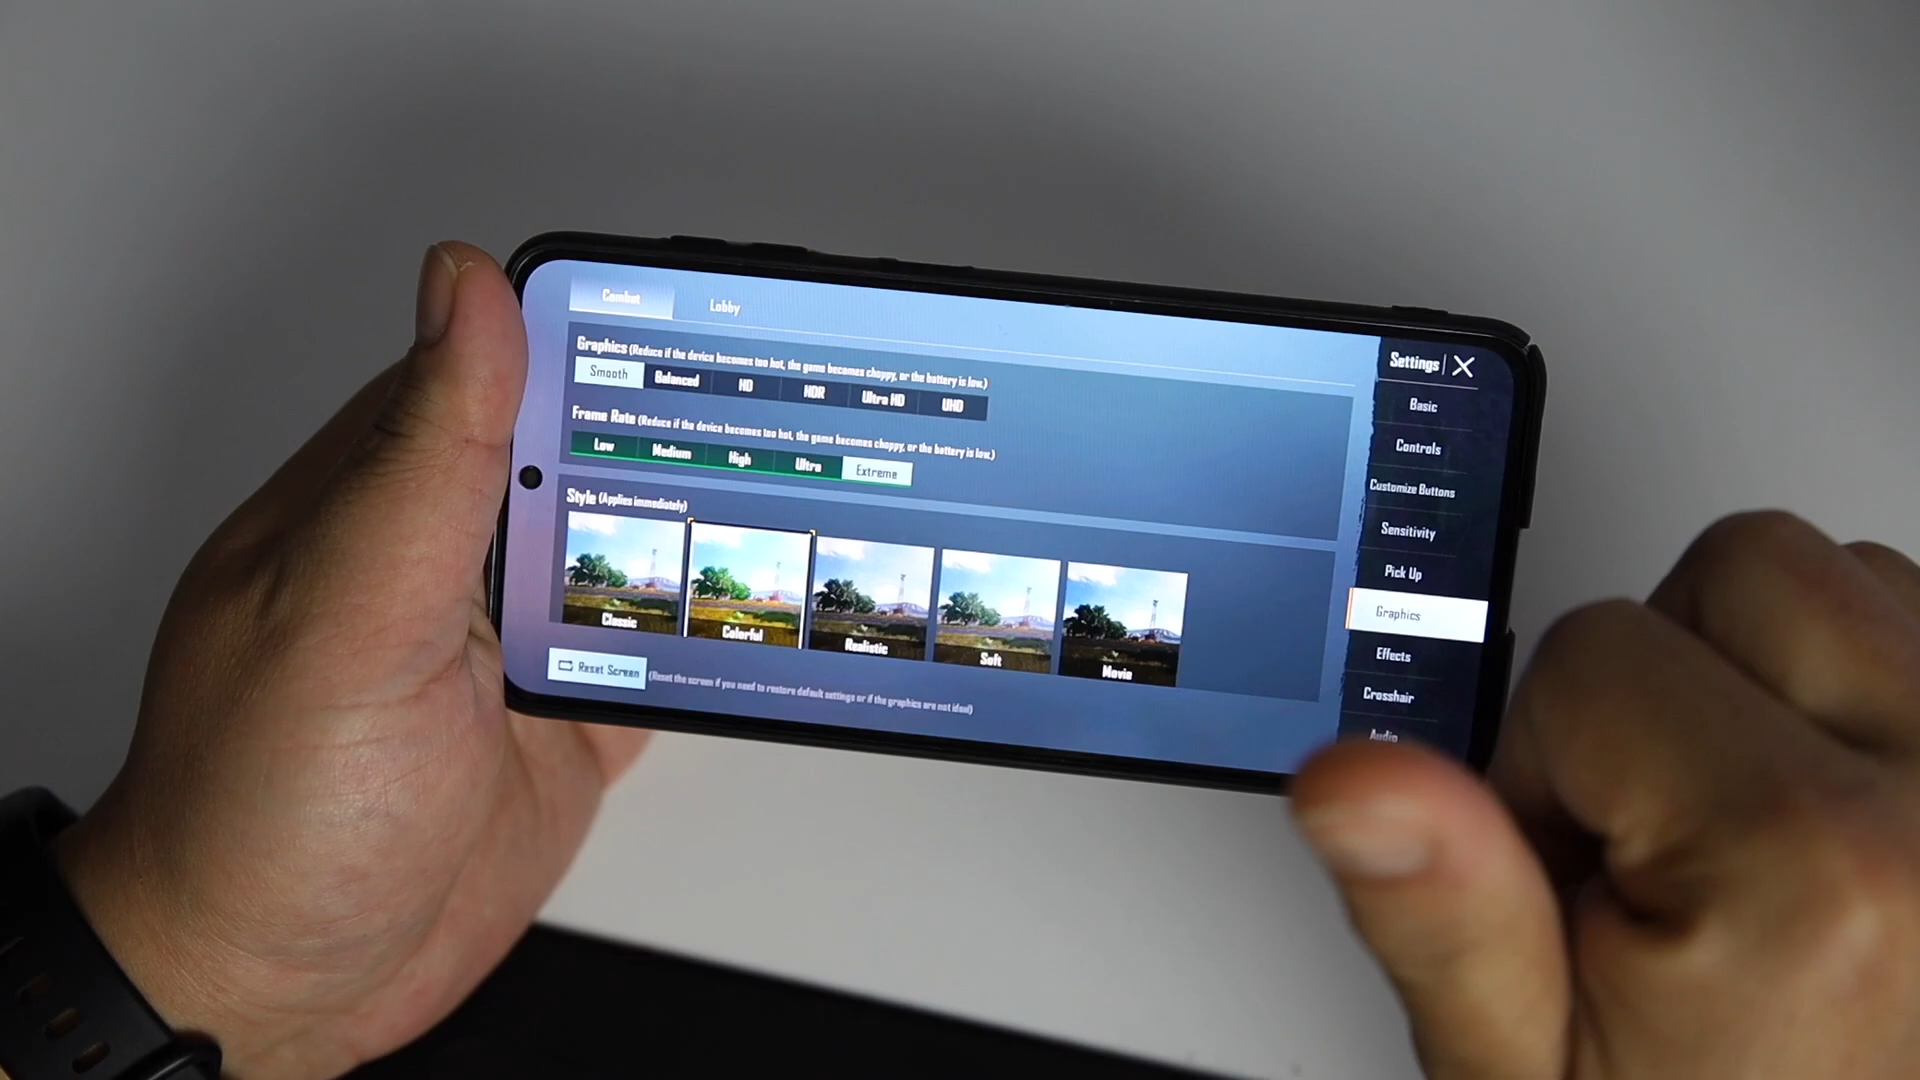 Combat Lobby
Graphics (Reduce if the device becomes too hot, the game becomes choppy, or the battery is low.)
Smooth Balanced HD HDR Ultra HD UHD
Frame Rate (Reduce if the device becomes too hot, the game becomes choppy, or the battery is low.)
Low Medium High Ultra Extreme
Style (Applies immediately)
Classic Colorful Realistic Soft Movie
Reset Screen (Reset the screen if you need to restore default settings or if the graphics are not ideal)
Settings
Basic
Controls
Customize Buttons
Sensitivity
Pick Up
Graphics
Effects
Crosshair
Audio